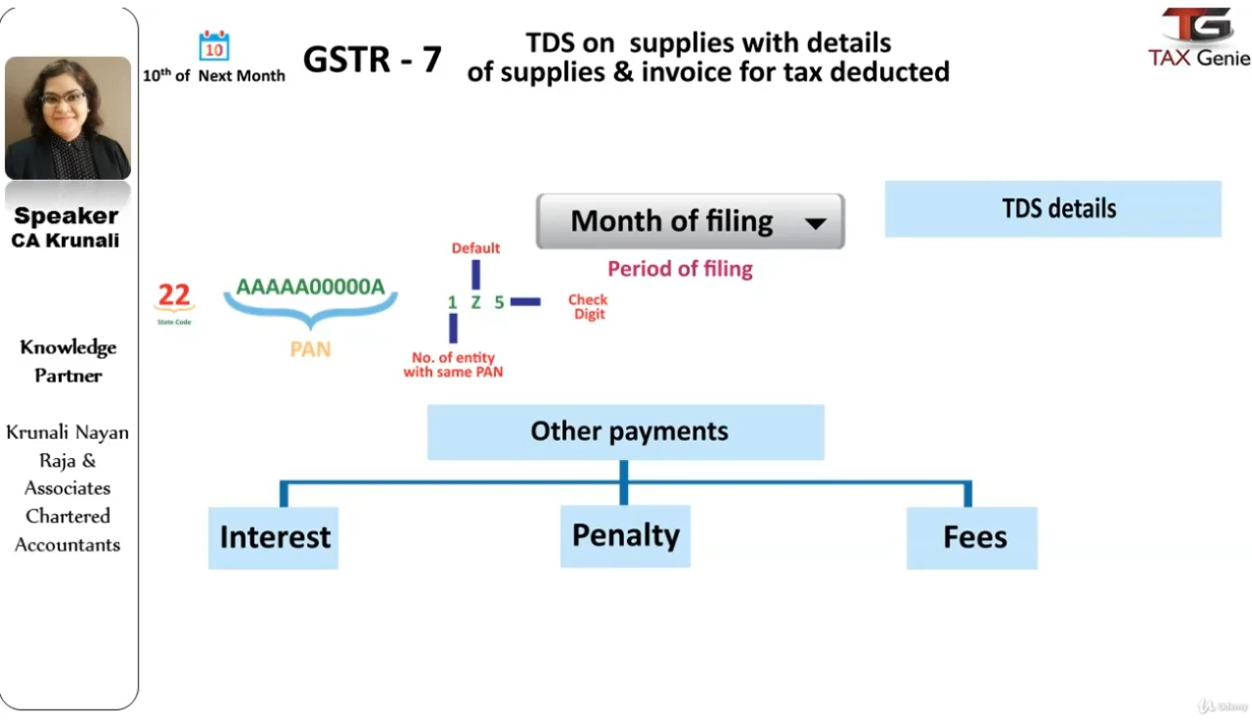 10
10th of Next Month
GSTR - 7
TDS on supplies with details
of supplies & invoice for tax deducted
TG
TAX Genie
Speaker
CA Krunali
Knowledge
Partner
Krunali Nayan
Raja &
Associates
Chartered
Accountants
Month of filing
Period of filing
TDS details
22
State Code
AAAAA00000A
PAN
Default
1 Z 5
Check
Digit
No. of entity
with same PAN
Other payments
Interest
Penalty
Fees
Udemy